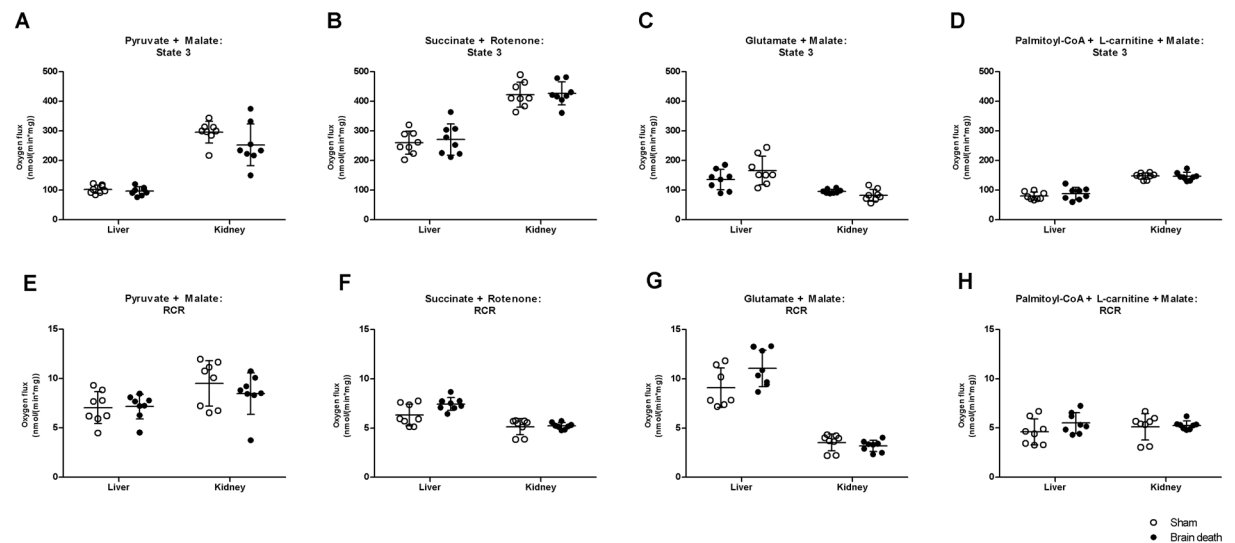 A
Pyruvate + Malate:
State 3
Oxygen flux
(nmol/(min*mg))
500
400
300
200
100
0
Liver
Kidney
B
Succinate + Rotenone:
State 3
Oxygen flux
(nmol/(min*mg))
500
400
300
200
100
0
Liver
Kidney
C
Glutamate + Malate:
State 3
Oxygen flux
(nmol/(min*mg))
500
400
300
200
100
0
Liver
Kidney
D
Palmitoyl-CoA + L-carnitine + Malate:
State 3
Oxygen flux
(nmol/(min*mg))
500
400
300
200
100
0
Liver
Kidney
E
Pyruvate + Malate:
RCR
Oxygen flux
(nmol/(min*mg))
15
10
5
0
Liver
Kidney
F
Succinate + Rotenone:
RCR
Oxygen flux
(nmol/(min*mg))
15
10
5
0
Liver
Kidney
G
Glutamate + Malate:
RCR
Oxygen flux
(nmol/(min*mg))
15
10
5
0
Liver
Kidney
H
Palmitoyl-CoA + L-carnitine + Malate:
RCR
Oxygen flux
(nmol/(min*mg))
15
10
5
0
Liver
Kidney
Sham
Brain death